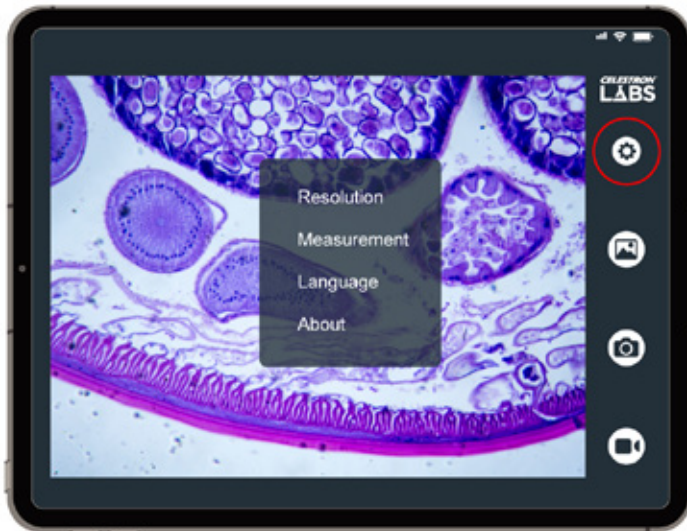 CELESTRON
LABS
Resolution
Measurement
Language
About